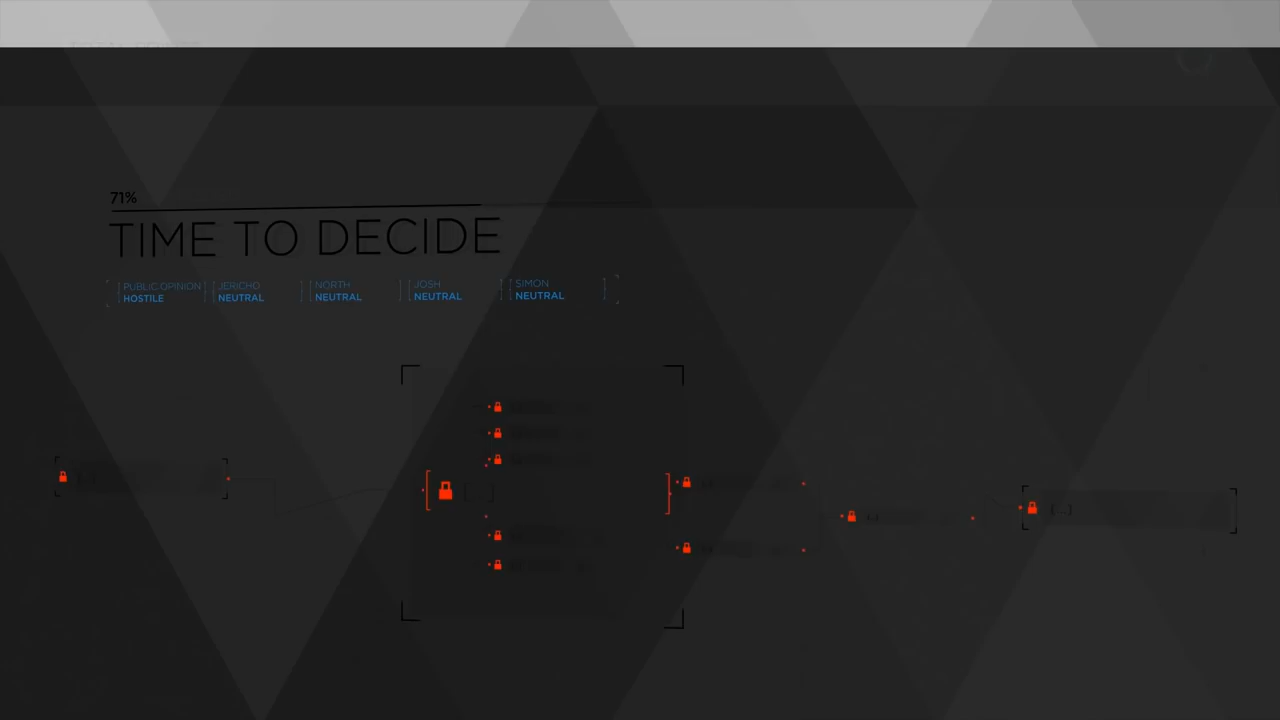 71%
TIME TO DECIDE
PUBLIC OPINION JERICHO NORTH JOSH SIMON
HOSTILE NEUTRAL NEUTRAL NEUTRAL NEUTRAL
[...]